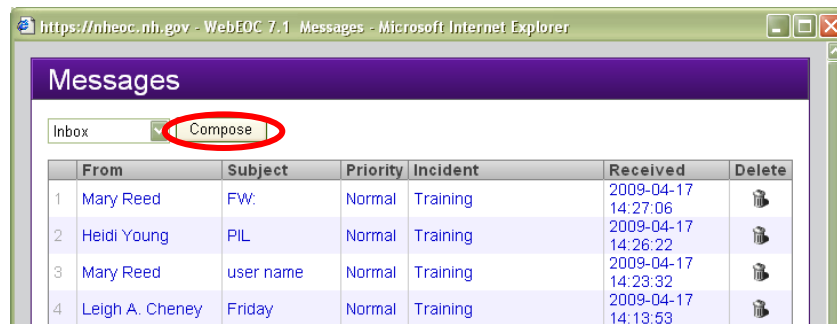 https://nheoc.nh.gov - WebEOC 7.1 Messages - Microsoft Internet Explorer
Messages
Inbox Compose
From Subject Priority Incident Received Delete
1 Mary Reed FW: Normal Training 2009-04-17 14:27:06
2 Heidi Young PIL Normal Training 2009-04-17 14:26:22
3 Mary Reed user name Normal Training 2009-04-17 14:23:32
4 Leigh A. Cheney Friday Normal Training 2009-04-17 14:13:53